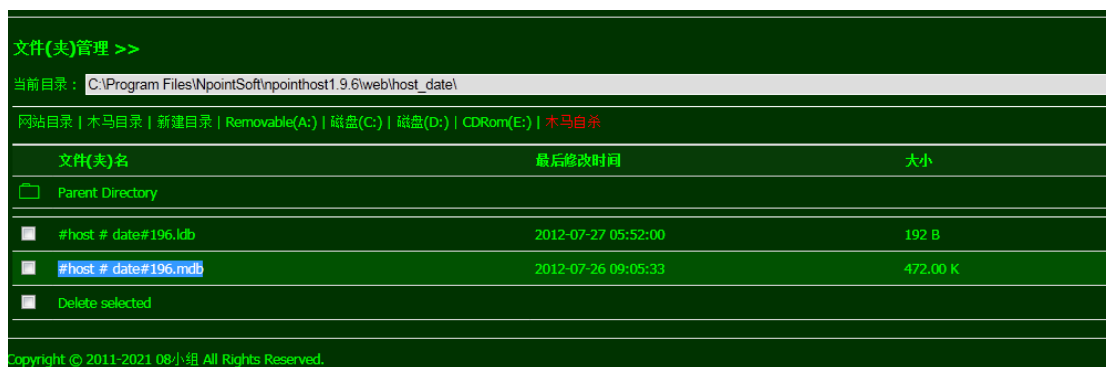 文件(夹)管理 >>
当前目录： C:\Program Files\NpointSoft\npointhost1.9.6\web\host_date\
网站目录 | 木马目录 | 新建目录 | Removable(A:) | 磁盘(C:) | 磁盘(D:) | CDRom(E:) | 木马自杀
文件(夹)名 最后修改时间 大小
Parent Directory
#host # date#196.ldb 2012-07-27 05:52:00 192 B
#host # date#196.mdb 2012-07-26 09:05:33 472.00 K
Delete selected
Copyright © 2011-2021 08小组 All Rights Reserved.